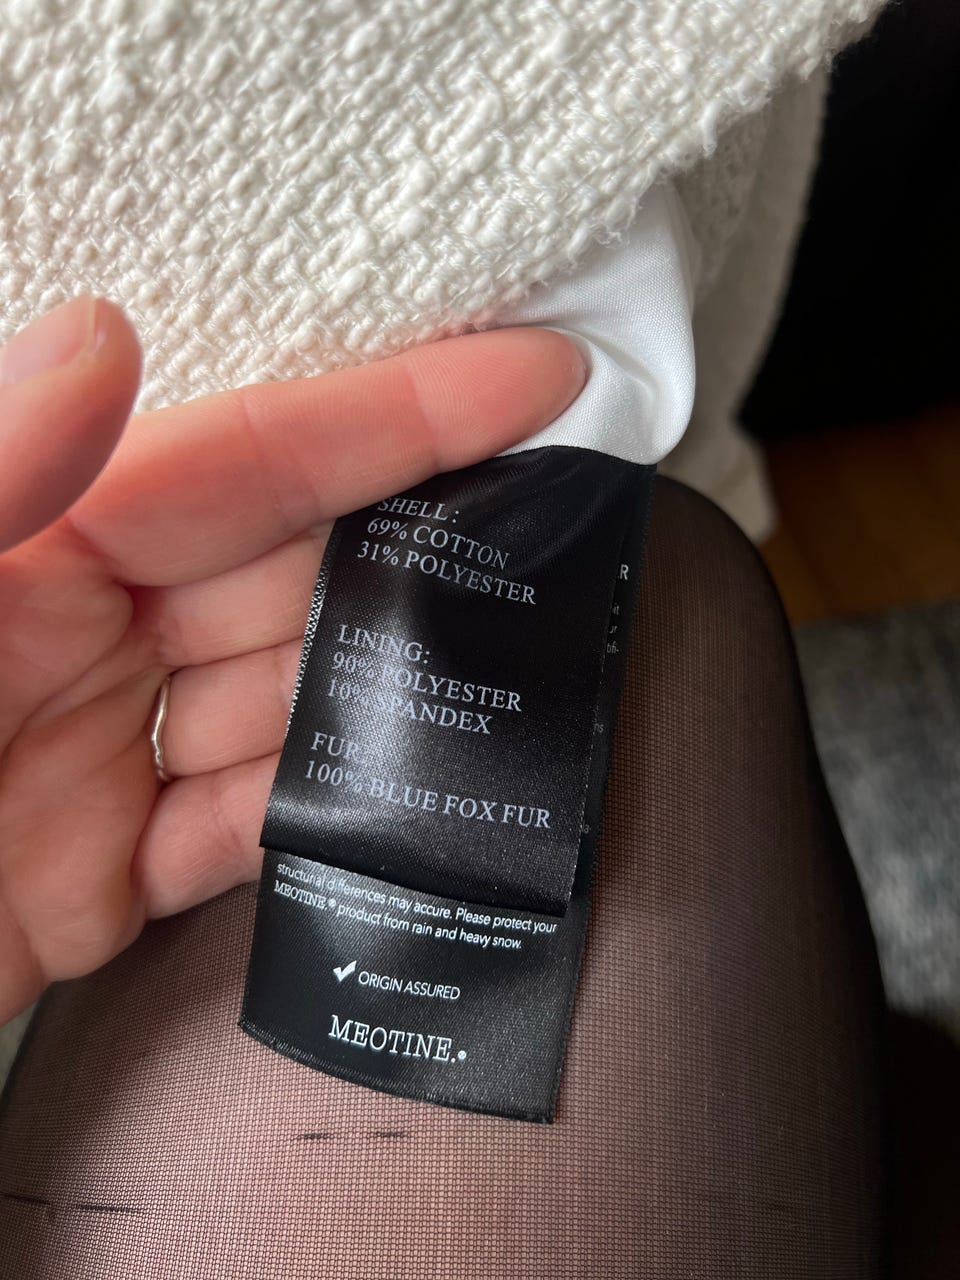 SHELL:
69% COTTON
31% POLYESTER
LINING:
90% POLYESTER
10% SPANDEX
FUR:
100% BLUE FOX FUR
structural differences may accure. Please protect your
MEOTINE® product from rain and heavy snow.
✓ ORIGIN ASSURED
MEOTINE.®